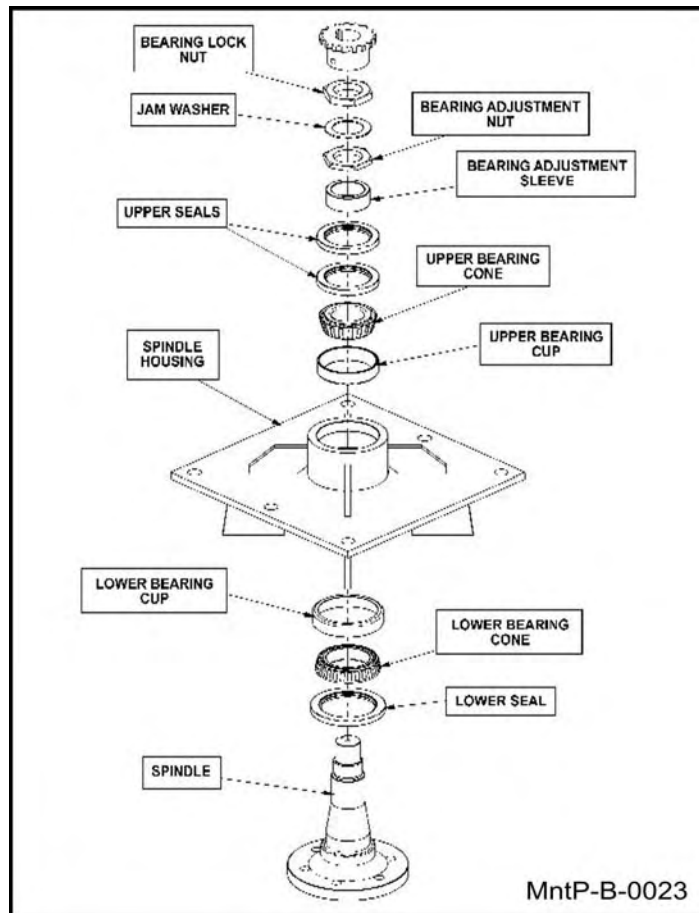 BEARING LOCK
NUT
JAM WASHER
BEARING ADJUSTMENT
NUT
BEARING ADJUSTMENT
SLEEVE
UPPER SEALS
UPPER BEARING
CONE
UPPER BEARING
CUP
SPINDLE
HOUSING
LOWER BEARING
CUP
LOWER BEARING
CONE
LOWER SEAL
SPINDLE
MntP-B-0023